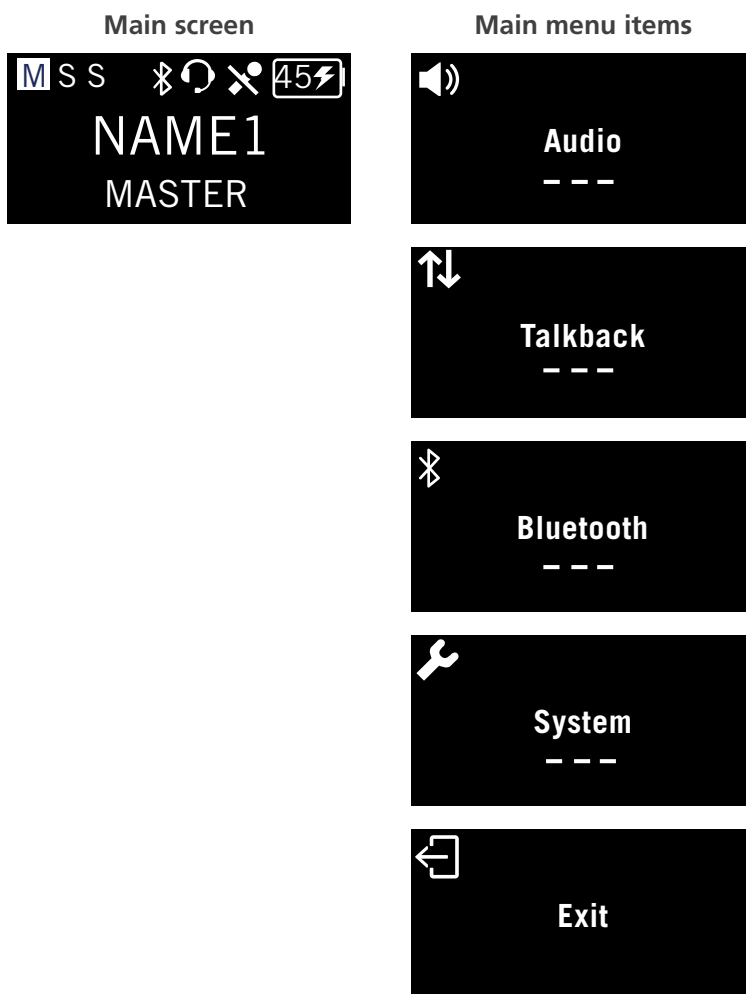 Main screen
M S S 45
NAME1
MASTER
Main menu items
Audio
– – –
Talkback
– – –
Bluetooth
– – –
System
– – –
Exit